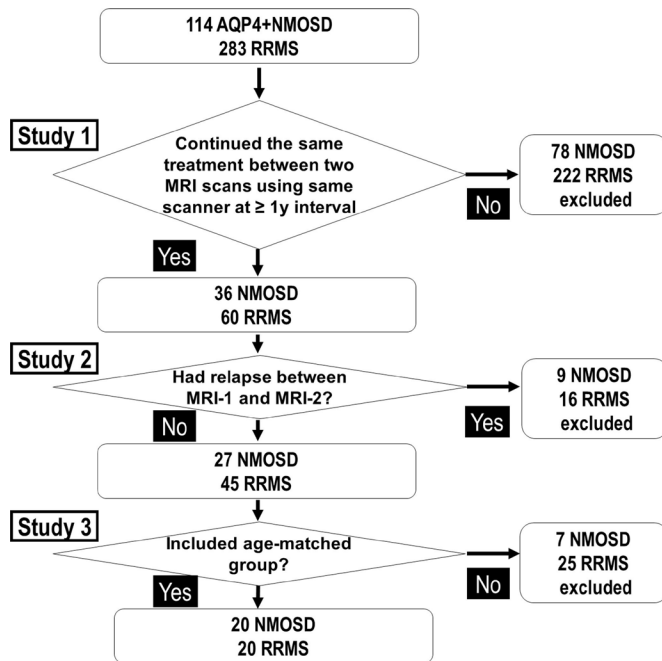 114 AQP4+NMOSD
283 RRMS
Study 1
Continued the same
treatment between two
MRI scans using same
scanner at ≥ 1y interval
78 NMOSD
222 RRMS
excluded
No
Yes
36 NMOSD
60 RRMS
Study 2
Had relapse between
MRI-1 and MRI-2?
9 NMOSD
16 RRMS
excluded
Yes
No
27 NMOSD
45 RRMS
Study 3
Included age-matched
group?
7 NMOSD
25 RRMS
excluded
No
Yes
20 NMOSD
20 RRMS